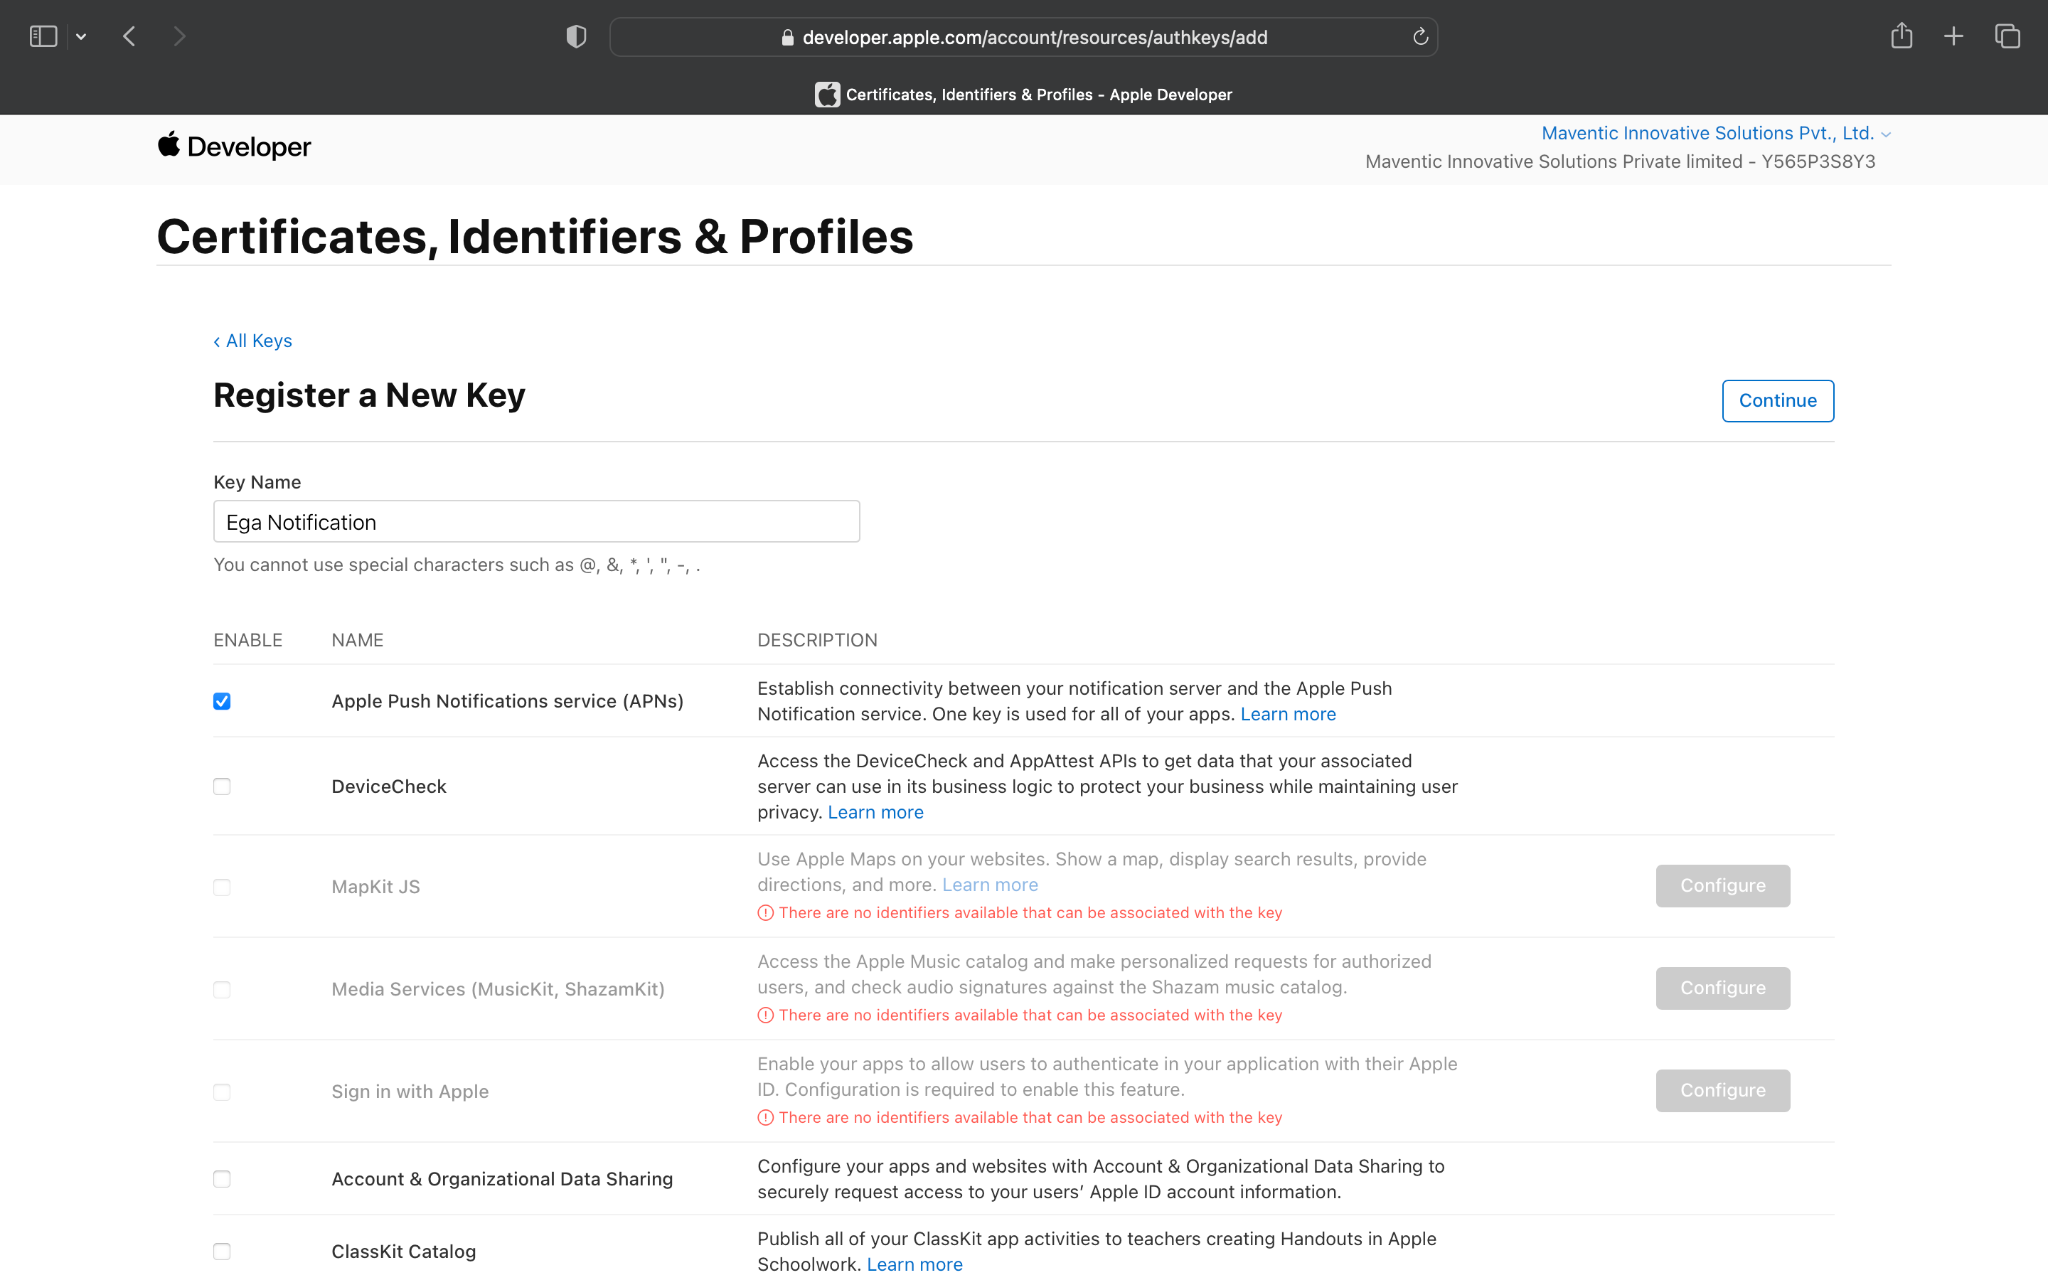 developer.apple.com/account/resources/authkeys/add
Certificates, Identifiers & Profiles - Apple Developer
Developer
Maventic Innovative Solutions Pvt., Ltd.
Maventic Innovative Solutions Private limited - Y565P3S8Y3
Certificates, Identifiers & Profiles
‹ All Keys
Register a New Key
Continue
Key Name
Ega Notification
You cannot use special characters such as @, &, *, ', ", -, .
ENABLE NAME DESCRIPTION
Apple Push Notifications service (APNs)
Establish connectivity between your notification server and the Apple Push
Notification service. One key is used for all of your apps. Learn more
DeviceCheck
Access the DeviceCheck and AppAttest APIs to get data that your associated
server can use in its business logic to protect your business while maintaining user
privacy. Learn more
MapKit JS
Use Apple Maps on your websites. Show a map, display search results, provide
directions, and more. Learn more
There are no identifiers available that can be associated with the key
Configure
Media Services (MusicKit, ShazamKit)
Access the Apple Music catalog and make personalized requests for authorized
users, and check audio signatures against the Shazam music catalog.
There are no identifiers available that can be associated with the key
Configure
Sign in with Apple
Enable your apps to allow users to authenticate in your application with their Apple
ID. Configuration is required to enable this feature.
There are no identifiers available that can be associated with the key
Configure
Account & Organizational Data Sharing
Configure your apps and websites with Account & Organizational Data Sharing to
securely request access to your users’ Apple ID account information.
ClassKit Catalog
Publish all of your ClassKit app activities to teachers creating Handouts in Apple
Schoolwork. Learn more